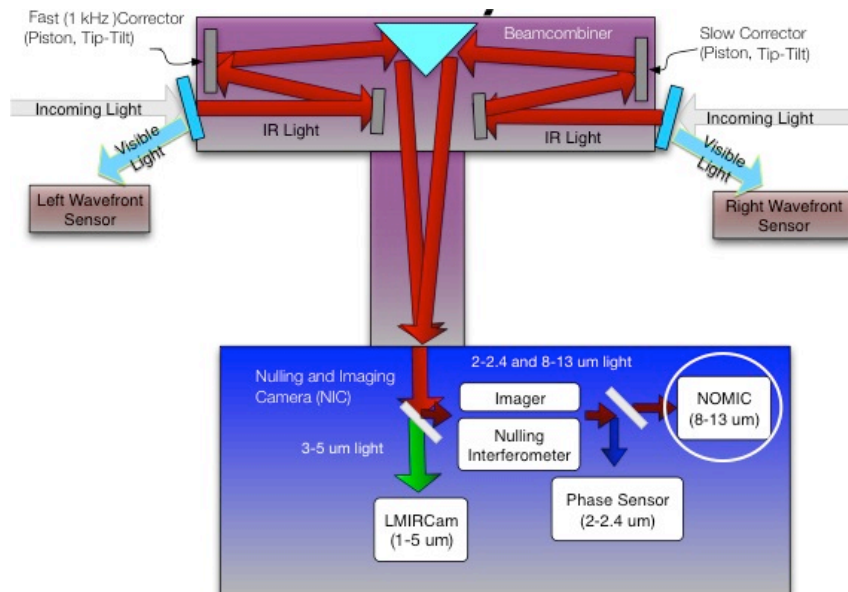 Fast (1 kHz )Corrector
(Piston, Tip-Tilt)
Beamcombiner
Slow Corrector
(Piston, Tip-Tilt)
Incoming Light
IR Light
IR Light
Incoming Light
Visible
Light
Visible
Light
Left Wavefront
Sensor
Right Wavefront
Sensor
2-2.4 and 8-13 um light
Nulling and Imaging
Camera (NIC)
Imager
NOMIC
(8-13 um)
Nulling
Interferometer
3-5 um light
LMIRCam
(1-5 um)
Phase Sensor
(2-2.4 um)